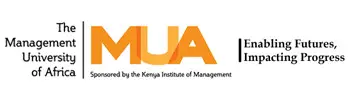 The
Management
University
of Africa
MUA
Sponsored by the Kenya Institute of Management
Enabling Futures,
Impacting Progress